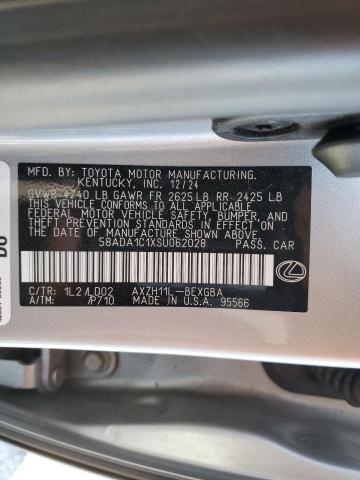 MFD. BY: TOYOTA MOTOR MANUFACTURING.
KENTUCKY, INC. 12/24
GVWR 4740 LB GAWR FR 2625 LB RR 2425 LB
THIS VEHICLE CONFORMS TO ALL APPLICABLE
FEDERAL MOTOR VEHICLE SAFETY, BUMPER, AND
THEFT PREVENTION STANDARDS IN EFFECT ON
THE DATE OF MANUFACTURE SHOWN ABOVE.
58ADA1C1XSU062028 PASS. CAR
C/TR: 1L2/LD02 AXZH11L-BEXGBA
A/TM: /P710 MADE IN U.S.A. 95566